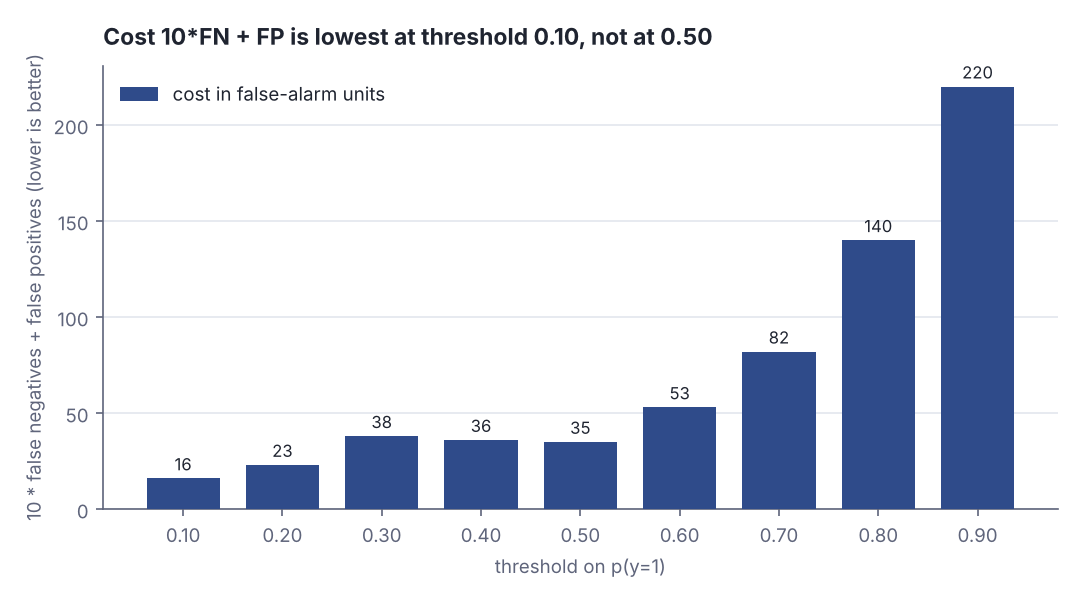 Cost 10*FN + FP is lowest at threshold 0.10, not at 0.50
10 * false negatives + false positives (lower is better)
cost in false-alarm units
220
200
150
140
100
82
50
53
38
36
35
23
16
0
0.10 0.20 0.30 0.40 0.50 0.60 0.70 0.80 0.90
threshold on p(y=1)